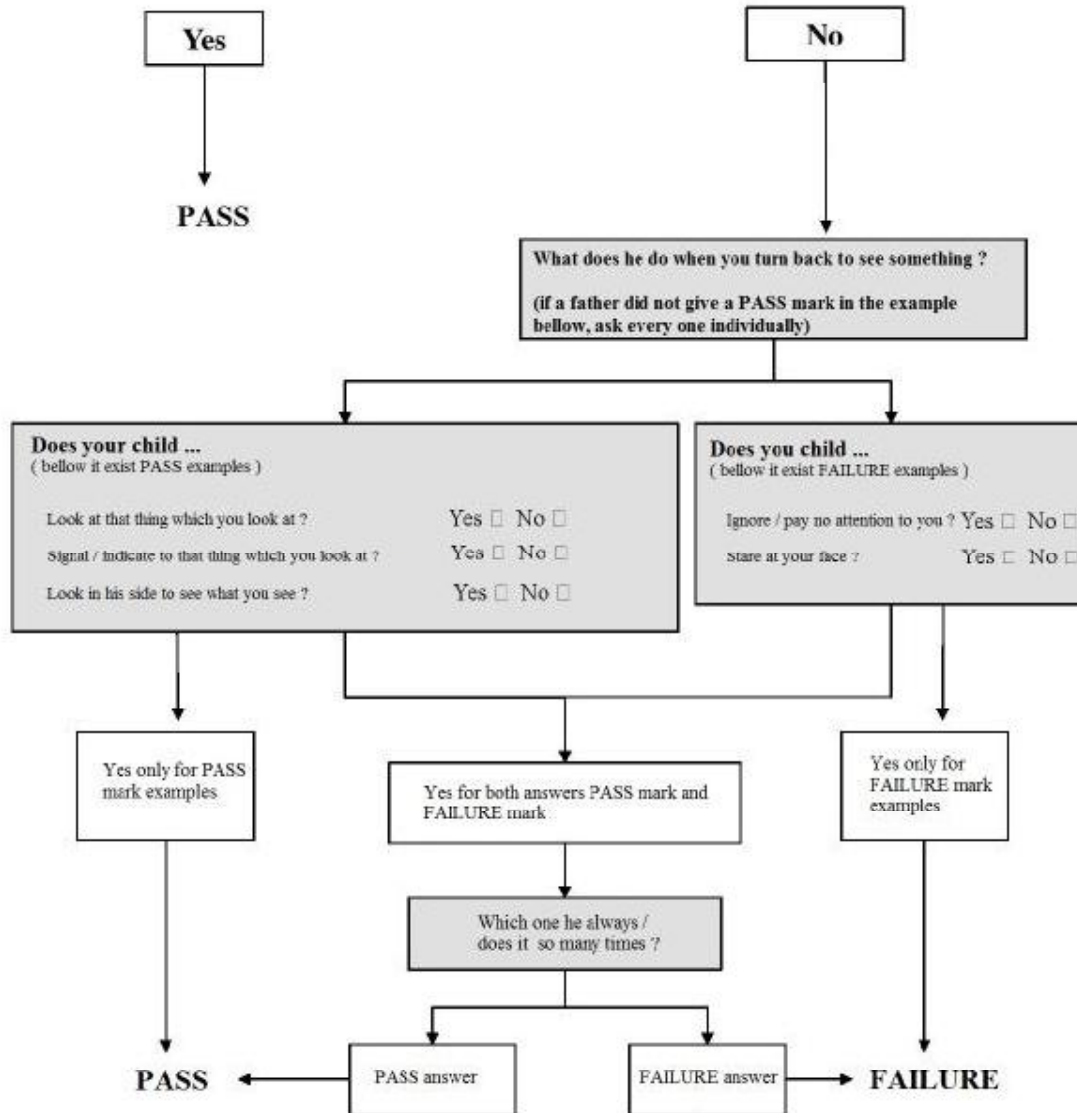 Yes
No
PASS
What does he do when you turn back to see something ?
(if a father did not give a PASS mark in the example
bellow, ask every one individually)
Does your child ...
( bellow it exist PASS examples )
Look at that thing which you look at ? Yes □ No □
Signal / indicate to that thing which you look at ? Yes □ No □
Look in his side to see what you see ? Yes □ No □
Does you child ...
( bellow it exist FAILURE examples )
Ignore / pay no attention to you ? Yes □ No □
Stare at your face ? Yes □ No □
Yes only for PASS
mark examples
Yes for both answers PASS mark and
FAILURE mark
Yes only for
FAILURE mark
examples
Which one he always /
does it so many times ?
PASS
PASS answer
FAILURE answer
FAILURE